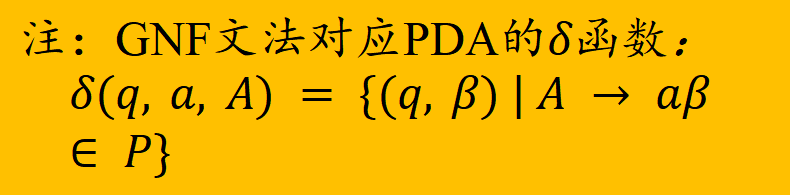 注：GNF文法对应PDA的δ函数：
δ(q, a, A) = {(q, β) | A → aβ
∈ P}